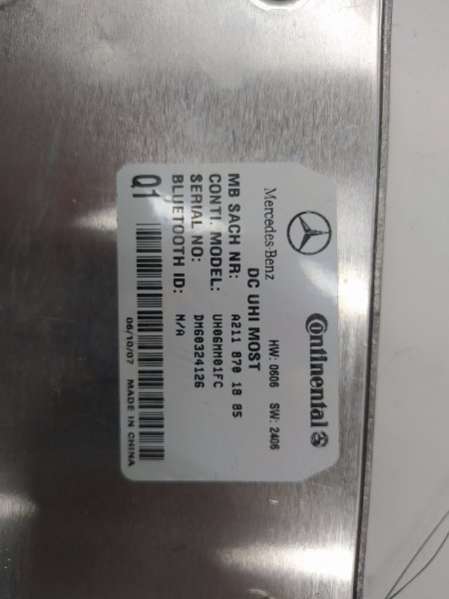 Mercedes-Benz
Continental
DC UHI MOST
HW: 0606 SW: 2406
MB SACH NR: A211 870 18 85
CONTI. MODEL: UH06MM01FC
SERIAL NO: DM60324126
BLUETOOTH ID: N/A
Q1
06/10/07 MADE IN CHINA